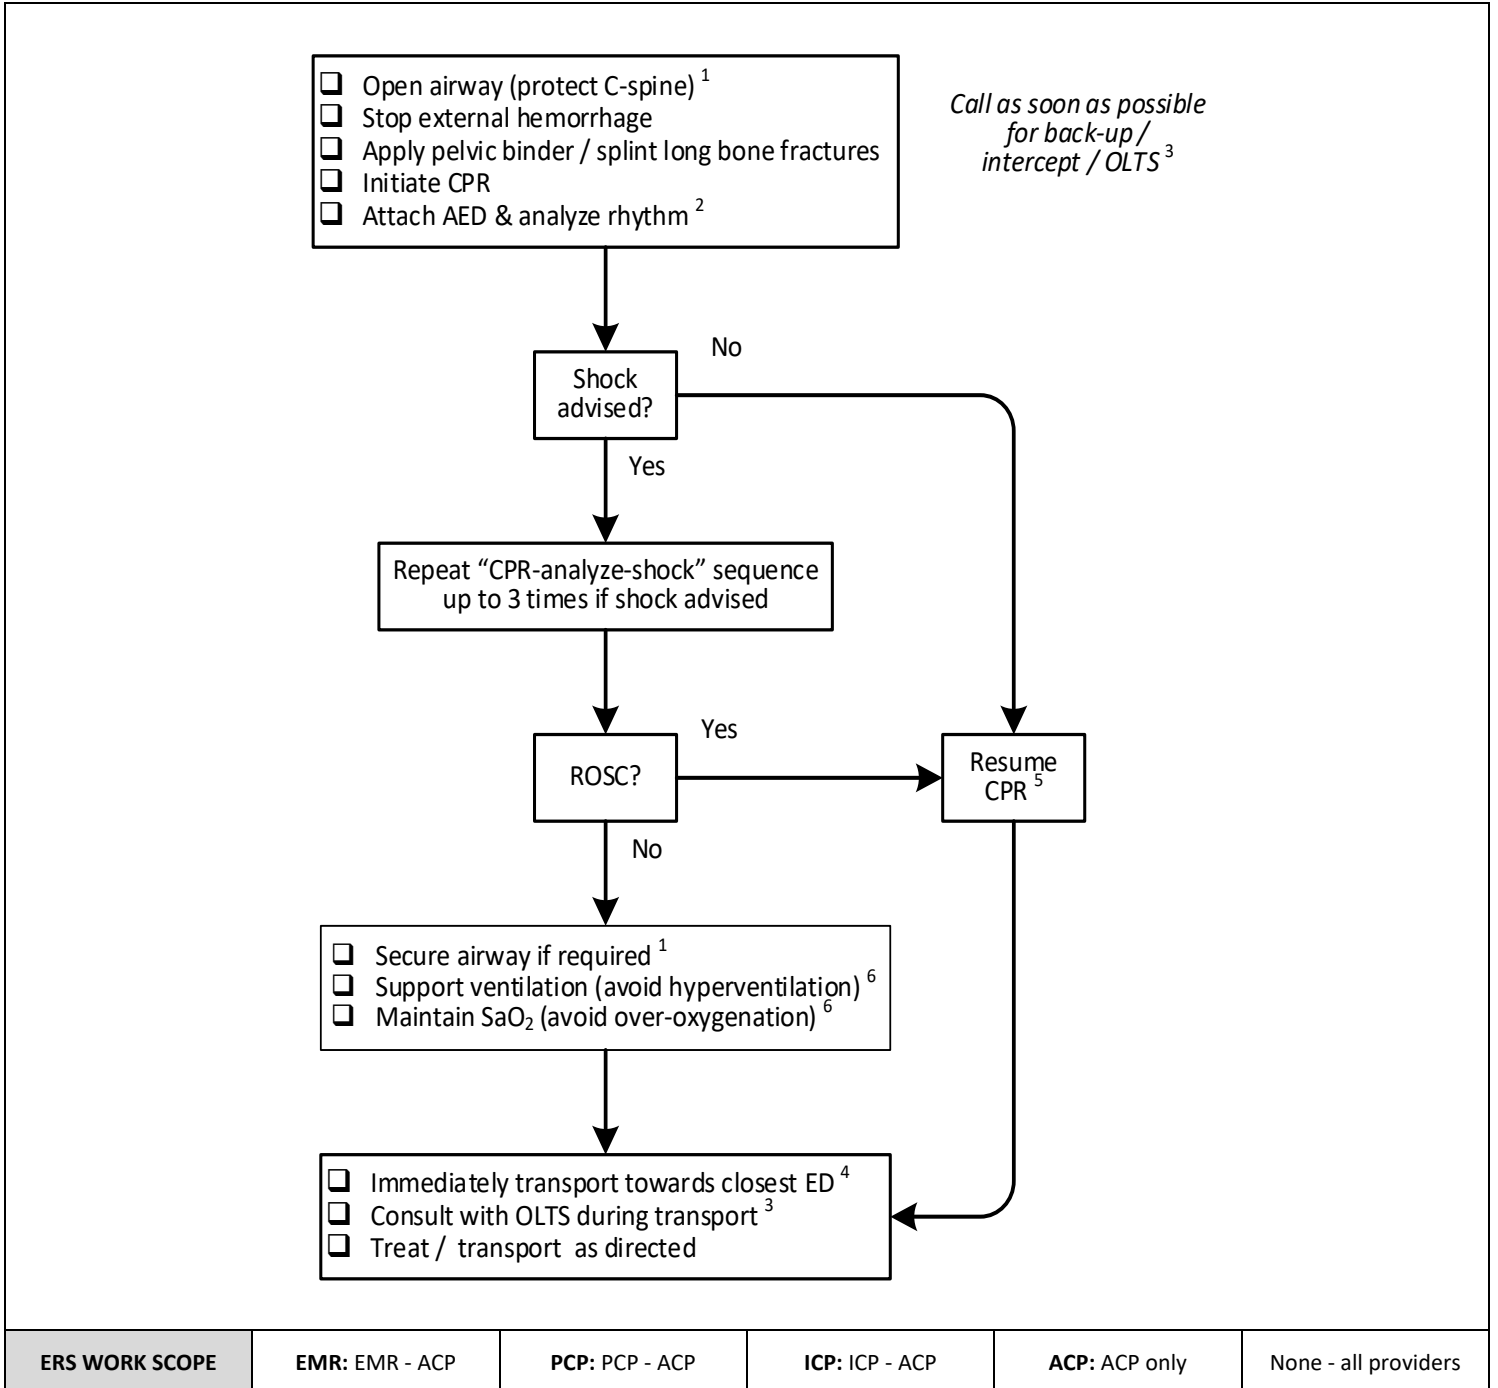 ❑ Open airway (protect C-spine) 1
❑ Stop external hemorrhage
❑ Apply pelvic binder / splint long bone fractures
❑ Initiate CPR
❑ Attach AED & analyze rhythm 2
Call as soon as possible
for back-up /
intercept / OLTS 3
No
Shock
advised?
Yes
Repeat “CPR-analyze-shock” sequence
up to 3 times if shock advised
Yes
ROSC?
Resume
CPR 5
No
❑ Secure airway if required 1
❑ Support ventilation (avoid hyperventilation) 6
❑ Maintain SaO2 (avoid over-oxygenation) 6
❑ Immediately transport towards closest ED 4
❑ Consult with OLTS during transport 3
❑ Treat / transport as directed
ERS WORK SCOPE EMR: EMR - ACP PCP: PCP - ACP ICP: ICP - ACP ACP: ACP only None - all providers